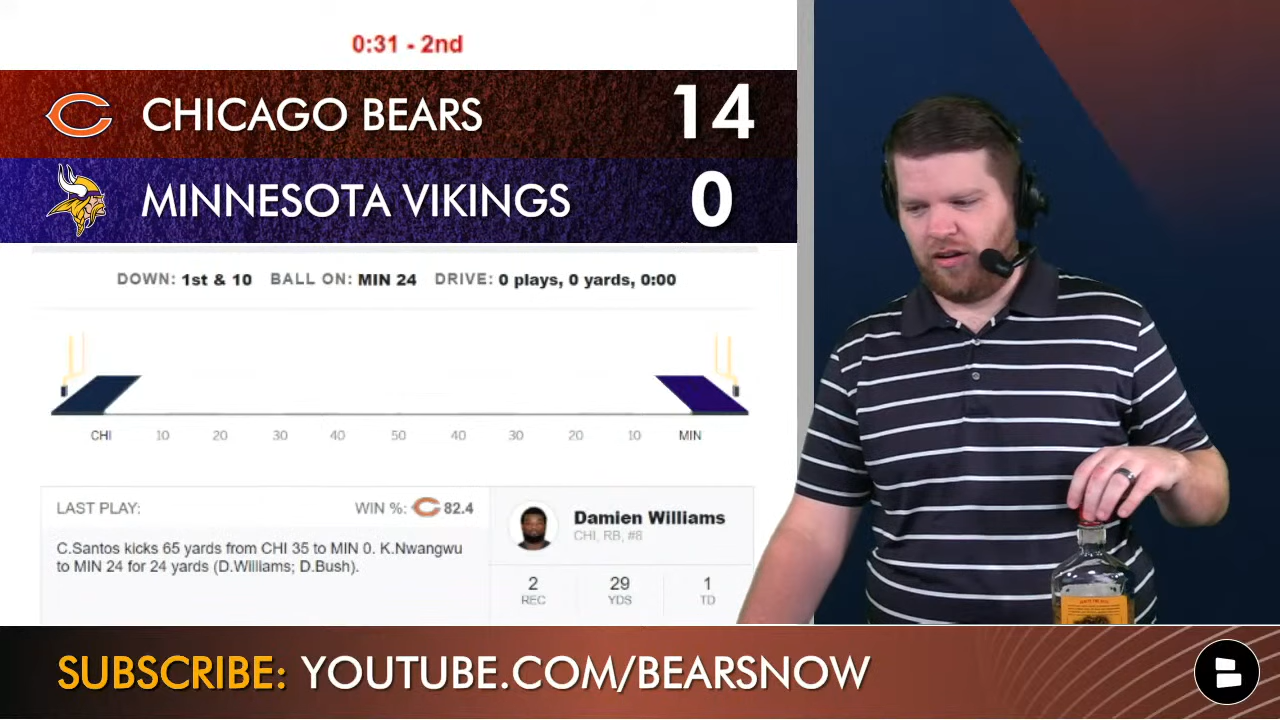 0:31 - 2nd
CHICAGO BEARS 14
MINNESOTA VIKINGS 0
DOWN: 1st & 10 BALL ON: MIN 24 DRIVE: 0 plays, 0 yards, 0:00
CHI 10 20 30 40 50 40 30 20 10 MIN
LAST PLAY: WIN %: 82.4
C.Santos kicks 65 yards from CHI 35 to MIN 0. K.Nwangwu
to MIN 24 for 24 yards (D.Williams; D.Bush).
Damien Williams
CHI, RB, #8
2 29 1
REC YDS TD
SUBSCRIBE: YOUTUBE.COM/BEARSNOW